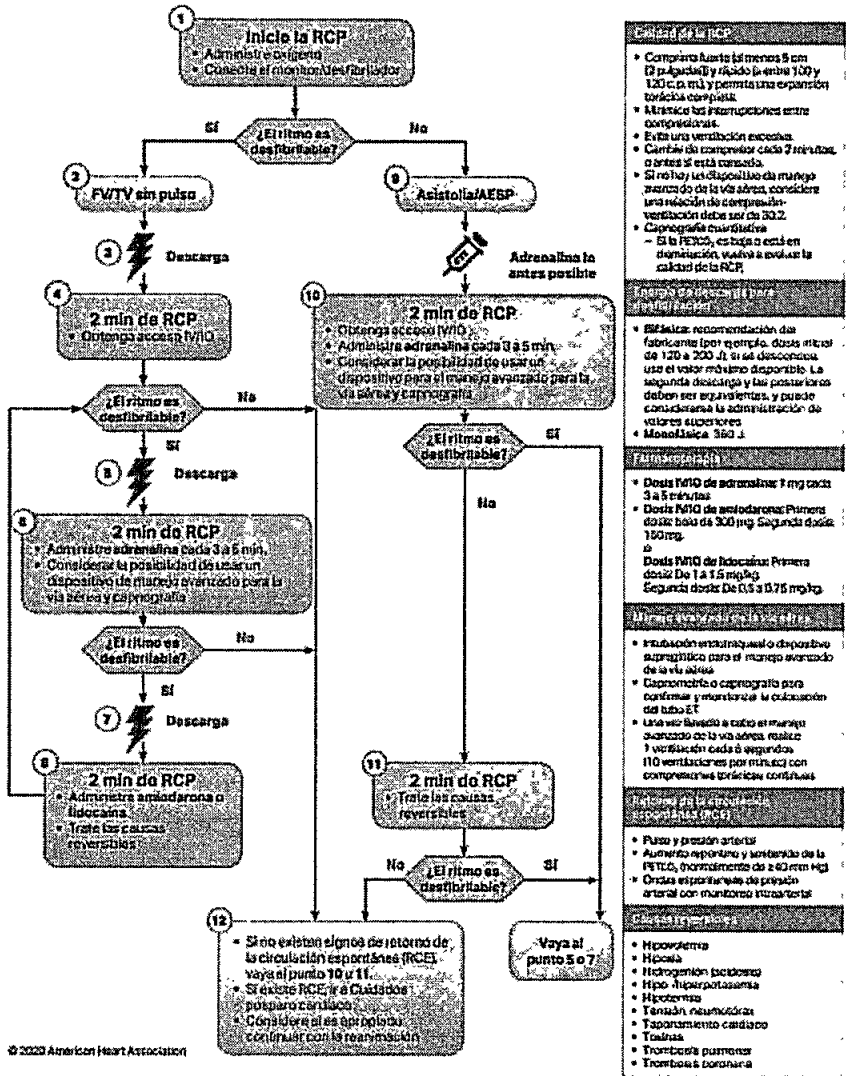 1
Inicie la RCP
• Administre oxígeno
• Conecte el monitor/desfibrilador
Sí
¿El ritmo es
desfibrilable?
No
2
FV/TV sin pulso
9
Asistolia/AESP
3
Descarga
Adrenalina lo
antes posible
4
2 min de RCP
• Obtenga acceso IV/IO
10
2 min de RCP
• Obtenga acceso IV/IO
• Administre adrenalina cada 3 a 5 min.
• Considerar la posibilidad de usar un
dispositivo para el manejo avanzado para la
vía aérea y capnografía
¿El ritmo es
desfibrilable?
No
Sí
5
Descarga
¿El ritmo es
desfibrilable?
Sí
No
6
2 min de RCP
• Administre adrenalina cada 3 a 5 min.
• Considerar la posibilidad de usar un
dispositivo de manejo avanzado para la
vía aérea y capnografía
¿El ritmo es
desfibrilable?
No
Sí
7
Descarga
8
2 min de RCP
• Administre amiodarona o
lidocaína.
• Trate las causas
reversibles
11
2 min de RCP
• Trate las causas
reversibles
No
¿El ritmo es
desfibrilable?
Sí
12
• Si no existen signos de retorno de
la circulación espontánea (RCE),
vaya al punto 10 u 11.
• Si existe RCE, ir a Cuidados
posparo cardíaco
• Considere si es apropiado
continuar con la reanimación
Vaya al
punto 5 o 7
© 2020 American Heart Association
Calidad de la RCP
• Comprima fuerte (al menos 5 cm
[2 pulgadas]) y rápido (entre 100 y
120 c. p. m.) y permita una expansión
torácica completa.
• Minimice las interrupciones entre
compresiones.
• Evite una ventilación excesiva.
• Cambie de compresor cada 2 minutos,
o antes si está cansado.
• Si no hay un dispositivo de manejo
avanzado de la vía aérea, considere
una relación de compresión-
ventilación debe ser de 30:2.
• Capnografía cuantitativa
– Si la PETCO₂ es baja o está en
disminución, vuelva a evaluar la
calidad de la RCP.
Energía de descarga para
desfibrilación
• Bifásica: recomendación del
fabricante (por ejemplo, dosis inicial
de 120 a 200 J); si se desconoce,
use el valor máximo disponible. La
segunda descarga y las posteriores
deben ser equivalentes, y puede
considerarse la administración de
valores superiores.
• Monofásica: 360 J.
Farmacoterapia
• Dosis IV/IO de adrenalina: 1 mg cada
3 a 5 minutos
• Dosis IV/IO de amiodarona: Primera
dosis: bolo de 300 mg. Segunda dosis:
150 mg.
o
Dosis IV/IO de lidocaína: Primera
dosis: De 1 a 1,5 mg/kg.
Segunda dosis: De 0,5 a 0,75 mg/kg.
Manejo avanzado de la vía aérea
• Intubación endotraqueal o dispositivo
supraglótico para el manejo avanzado
de la vía aérea
• Capnometría o capnografía para
confirmar y monitorizar la colocación
del tubo ET
• Una vez llevado a cabo el manejo
avanzado de la vía aérea, realice
1 ventilación cada 6 segundos
(10 ventilaciones por minuto) con
compresiones torácicas continuas
Retorno de la circulación
espontánea (RCE)
• Pulso y presión arterial
• Aumento repentino y sostenido de la
PETCO₂ (normalmente de ≥40 mm Hg)
• Ondas espontáneas de presión
arterial con monitoreo intraarterial
Causas reversibles
• Hipovolemia
• Hipoxia
• Hidrogenión (acidosis)
• Hipo-/hiperpotasemia
• Hipotermia
• Tensión, neumotórax
• Taponamiento cardíaco
• Toxinas
• Trombosis pulmonar
• Trombosis coronaria